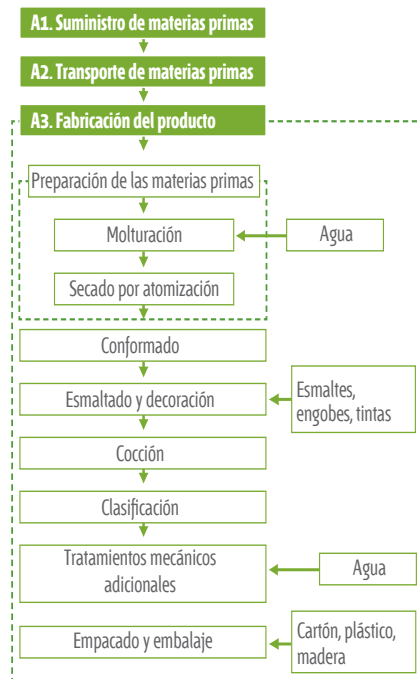 A1. Suministro de materias primas
A2. Transporte de materias primas
A3. Fabricación del producto
Preparación de las materias primas
Molturación
Agua
Secado por atomización
Conformado
Esmaltado y decoración
Esmaltes,
engobes, tintas
Cocción
Clasificación
Tratamientos mecánicos
adicionales
Agua
Empacado y embalaje
Cartón, plástico,
madera